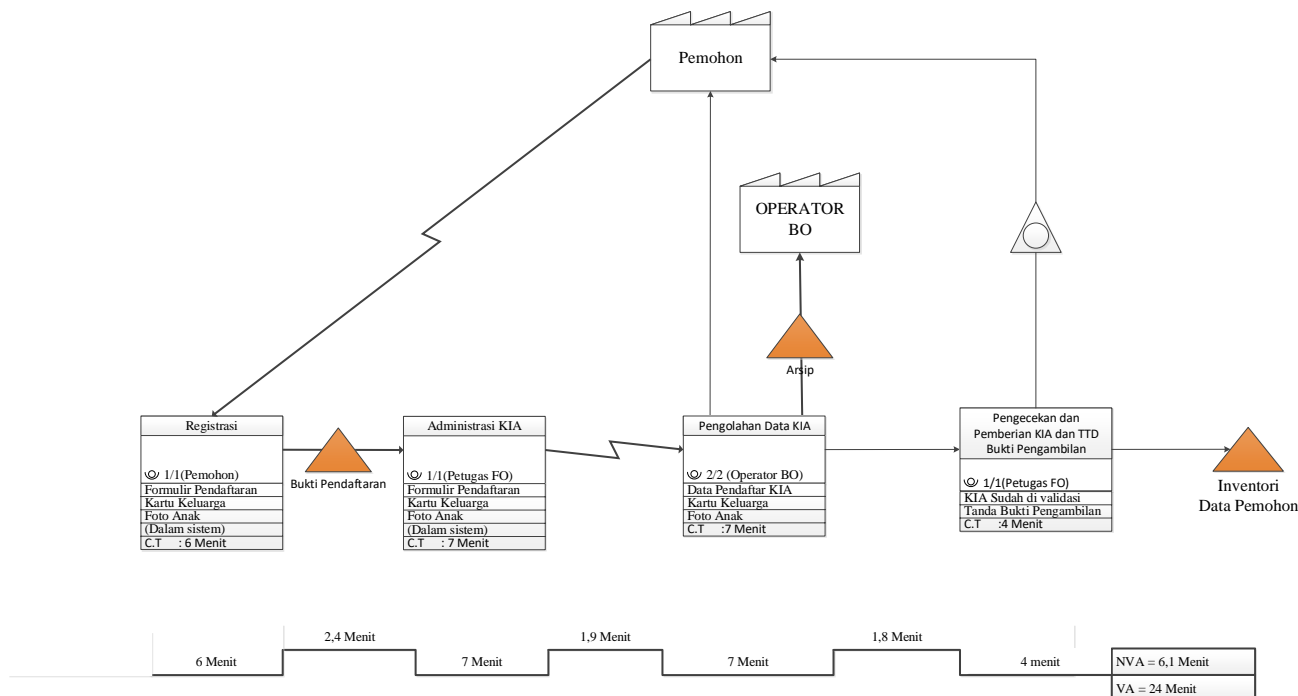 Pemohon
OPERATOR
BO
Arsip
Registrasi
1/1(Pemohon)
Formulir Pendaftaran
Kartu Keluarga
Foto Anak
(Dalam sistem)
C.T : 6 Menit
Bukti Pendaftaran
Administrasi KIA
1/1(Petugas FO)
Formulir Pendaftaran
Kartu Keluarga
Foto Anak
(Dalam sistem)
C.T : 7 Menit
Pengolahan Data KIA
2/2 (Operator BO)
Data Pendaftar KIA
Kartu Keluarga
Foto Anak
C.T :7 Menit
Pengecekan dan
Pemberian KIA dan TTD
Bukti Pengambilan
1/1(Petugas FO)
KIA Sudah di validasi
Tanda Bukti Pengambilan
C.T :4 Menit
Inventori
Data Pemohon
6 Menit
2,4 Menit
7 Menit
1,9 Menit
7 Menit
1,8 Menit
4 menit
NVA = 6,1 Menit
VA = 24 Menit